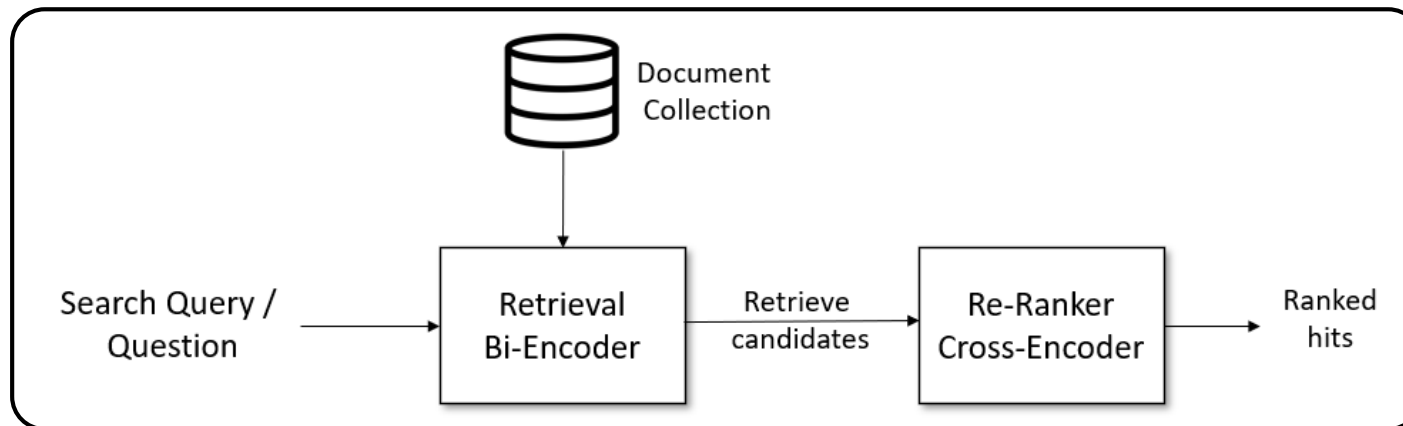 Document
Collection
Search Query /
Question
Retrieval
Bi-Encoder
Retrieve
candidates
Re-Ranker
Cross-Encoder
Ranked
hits